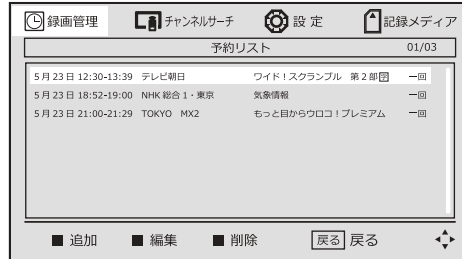 録画管理 チャンネルサーチ 設定 記録メディア
予約リスト 01/03
5月23日 12:30-13:39 テレビ朝日 ワイド！スクランブル 第2部🈑 一回
5月23日 18:52-19:00 NHK総合1・東京 気象情報 一回
5月23日 21:00-21:29 TOKYO MX2 もっと目からウロコ！プレミアム 一回
■ 追加 ■ 編集 ■ 削除 戻る 戻る